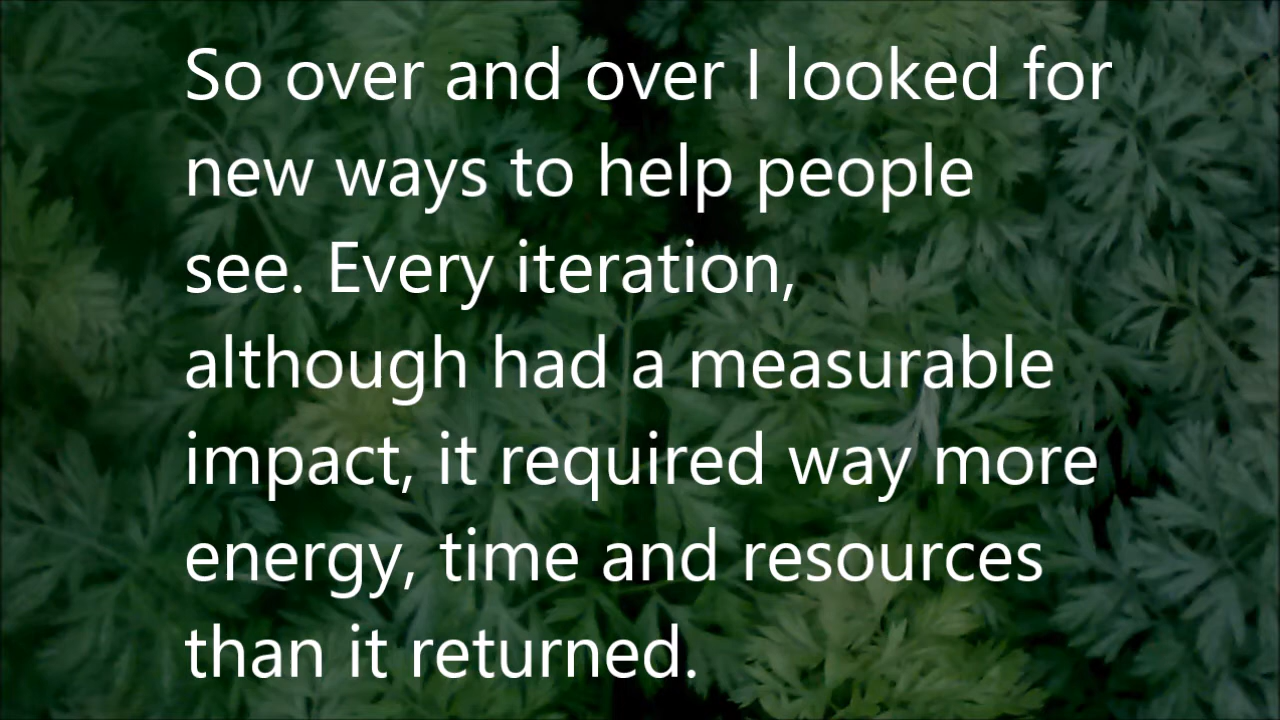 So over and over I looked for
new ways to help people
see. Every iteration,
although had a measurable
impact, it required way more
energy, time and resources
than it returned.